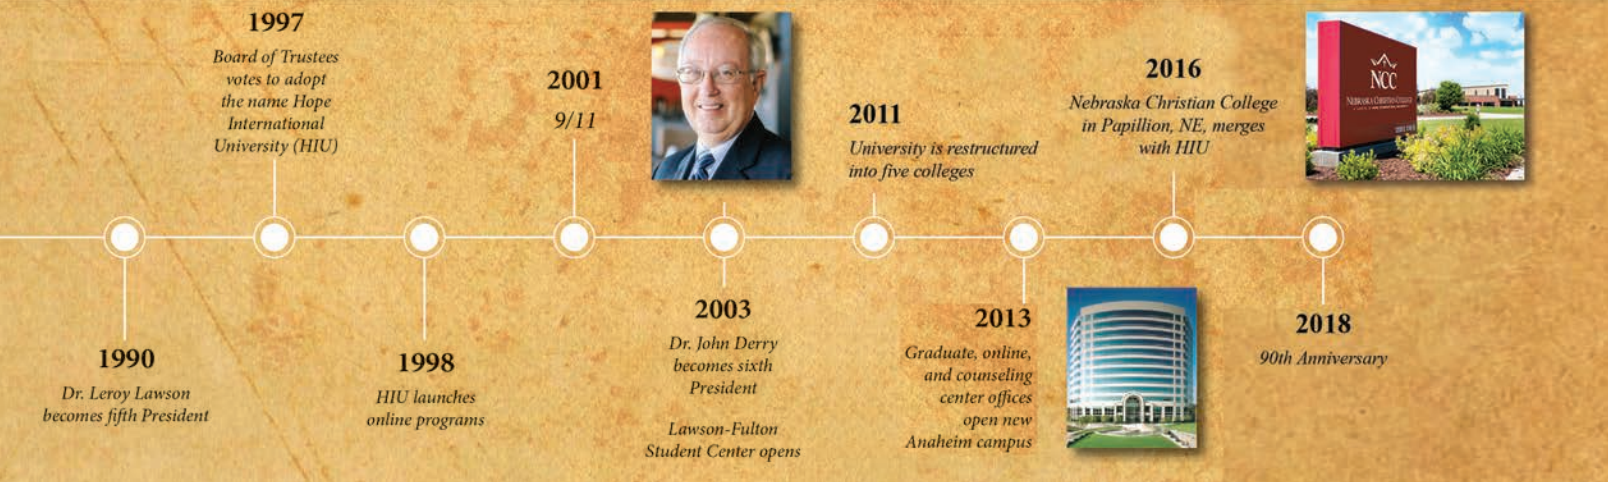 1997
Board of Trustees
votes to adopt
the name Hope
International
University (HIU)
2001
9/11
2011
University is restructured
into five colleges
2016
Nebraska Christian College
in Papillion, NE, merges
with HIU
NCC
Nebraska Christian College
1990
Dr. Leroy Lawson
becomes fifth President
1998
HIU launches
online programs
2003
Dr. John Derry
becomes sixth
President
Lawson-Fulton
Student Center opens
2013
Graduate, online,
and counseling
center offices
open new
Anaheim campus
2018
90th Anniversary